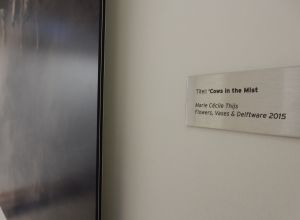 Titel: 'Cows in the Mist
Marie Cécile Thijs
Flowers, Vases & Delftware 2015